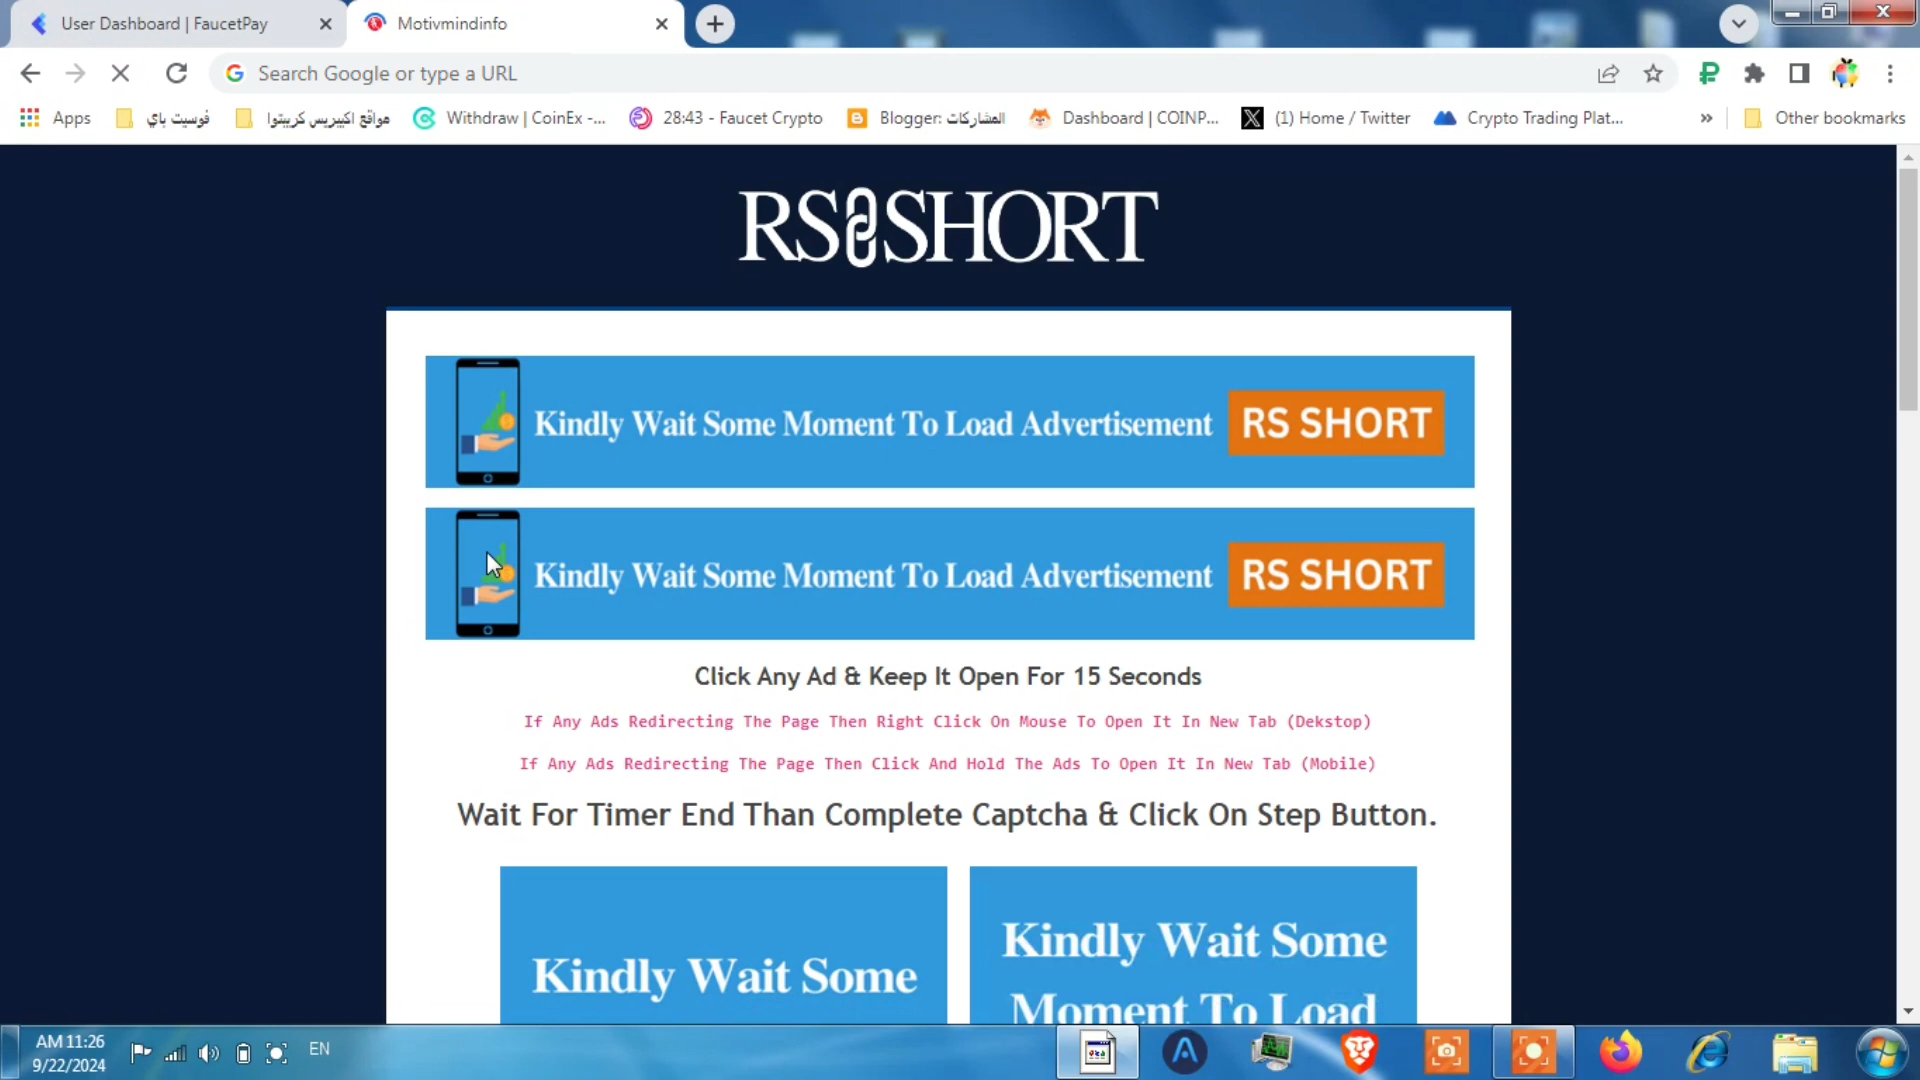 User Dashboard | FaucetPay
Motivmindinfo
Search Google or type a URL
Apps
فوسيت باي
مواقع اكبيريس كريبتوا
Withdraw | CoinEx -...
28:43 - Faucet Crypto
Blogger: المشاركات
Dashboard | COINP...
(1) Home / Twitter
Crypto Trading Plat...
»
Other bookmarks
RS SHORT
Kindly Wait Some Moment To Load Advertisement RS SHORT
Kindly Wait Some Moment To Load Advertisement RS SHORT
Click Any Ad & Keep It Open For 15 Seconds
If Any Ads Redirecting The Page Then Right Click On Mouse To Open It In New Tab (Dekstop)
If Any Ads Redirecting The Page Then Click And Hold The Ads To Open It In New Tab (Mobile)
Wait For Timer End Than Complete Captcha & Click On Step Button.
Kindly Wait Some
Kindly Wait Some
Moment To Load
AM 11:26
9/22/2024
EN